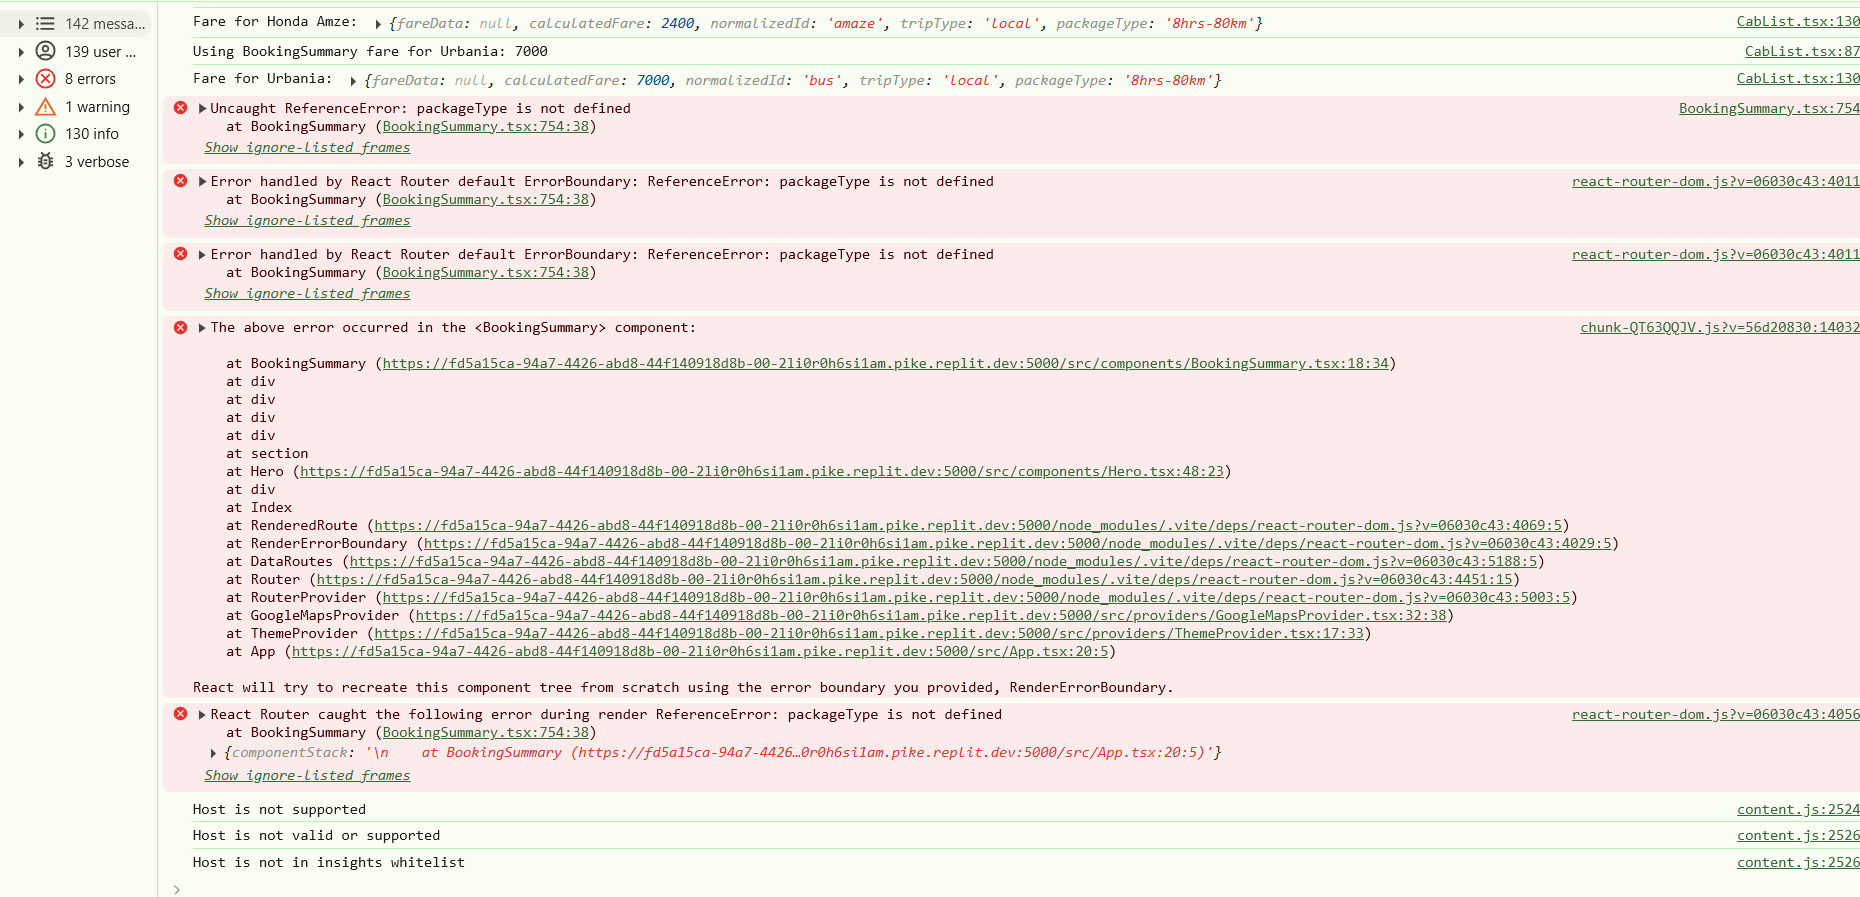 142 messa...
139 user ...
8 errors
1 warning
130 info
3 verbose
Fare for Honda Amze: {fareData: null, calculatedFare: 2400, normalizedId: 'amaze', tripType: 'local', packageType: '8hrs-80km'} CabList.tsx:130
Using BookingSummary fare for Urbania: 7000 CabList.tsx:87
Fare for Urbania: {fareData: null, calculatedFare: 7000, normalizedId: 'bus', tripType: 'local', packageType: '8hrs-80km'} CabList.tsx:130
Uncaught ReferenceError: packageType is not defined BookingSummary.tsx:754
at BookingSummary (BookingSummary.tsx:754:38)
Show ignore-listed frames
Error handled by React Router default ErrorBoundary: ReferenceError: packageType is not defined react-router-dom.js?v=06030c43:4011
at BookingSummary (BookingSummary.tsx:754:38)
Show ignore-listed frames
Error handled by React Router default ErrorBoundary: ReferenceError: packageType is not defined react-router-dom.js?v=06030c43:4011
at BookingSummary (BookingSummary.tsx:754:38)
Show ignore-listed frames
The above error occurred in the <BookingSummary> component: chunk-QT63QQJV.js?v=56d20830:14032
at BookingSummary (https://fd5a15ca-94a7-4426-abd8-44f140918d8b-00-2li0r0h6si1am.pike.replit.dev:5000/src/components/BookingSummary.tsx:18:34)
at div
at div
at div
at div
at section
at Hero (https://fd5a15ca-94a7-4426-abd8-44f140918d8b-00-2li0r0h6si1am.pike.replit.dev:5000/src/components/Hero.tsx:48:23)
at div
at Index
at RenderedRoute (https://fd5a15ca-94a7-4426-abd8-44f140918d8b-00-2li0r0h6si1am.pike.replit.dev:5000/node_modules/.vite/deps/react-router-dom.js?v=06030c43:4069:5)
at RenderErrorBoundary (https://fd5a15ca-94a7-4426-abd8-44f140918d8b-00-2li0r0h6si1am.pike.replit.dev:5000/node_modules/.vite/deps/react-router-dom.js?v=06030c43:4029:5)
at DataRoutes (https://fd5a15ca-94a7-4426-abd8-44f140918d8b-00-2li0r0h6si1am.pike.replit.dev:5000/node_modules/.vite/deps/react-router-dom.js?v=06030c43:5188:5)
at Router (https://fd5a15ca-94a7-4426-abd8-44f140918d8b-00-2li0r0h6si1am.pike.replit.dev:5000/node_modules/.vite/deps/react-router-dom.js?v=06030c43:4451:15)
at RouterProvider (https://fd5a15ca-94a7-4426-abd8-44f140918d8b-00-2li0r0h6si1am.pike.replit.dev:5000/node_modules/.vite/deps/react-router-dom.js?v=06030c43:5003:5)
at GoogleMapsProvider (https://fd5a15ca-94a7-4426-abd8-44f140918d8b-00-2li0r0h6si1am.pike.replit.dev:5000/src/providers/GoogleMapsProvider.tsx:32:38)
at ThemeProvider (https://fd5a15ca-94a7-4426-abd8-44f140918d8b-00-2li0r0h6si1am.pike.replit.dev:5000/src/providers/ThemeProvider.tsx:17:33)
at App (https://fd5a15ca-94a7-4426-abd8-44f140918d8b-00-2li0r0h6si1am.pike.replit.dev:5000/src/App.tsx:20:5)
React will try to recreate this component tree from scratch using the error boundary you provided, RenderErrorBoundary.
React Router caught the following error during render ReferenceError: packageType is not defined react-router-dom.js?v=06030c43:4056
at BookingSummary (BookingSummary.tsx:754:38)
{componentStack: '\n    at BookingSummary (https://fd5a15ca-94a7-4426…0r0h6si1am.pike.replit.dev:5000/src/App.tsx:20:5)'}
Show ignore-listed frames
Host is not supported content.js:2524
Host is not valid or supported content.js:2526
Host is not in insights whitelist content.js:2526